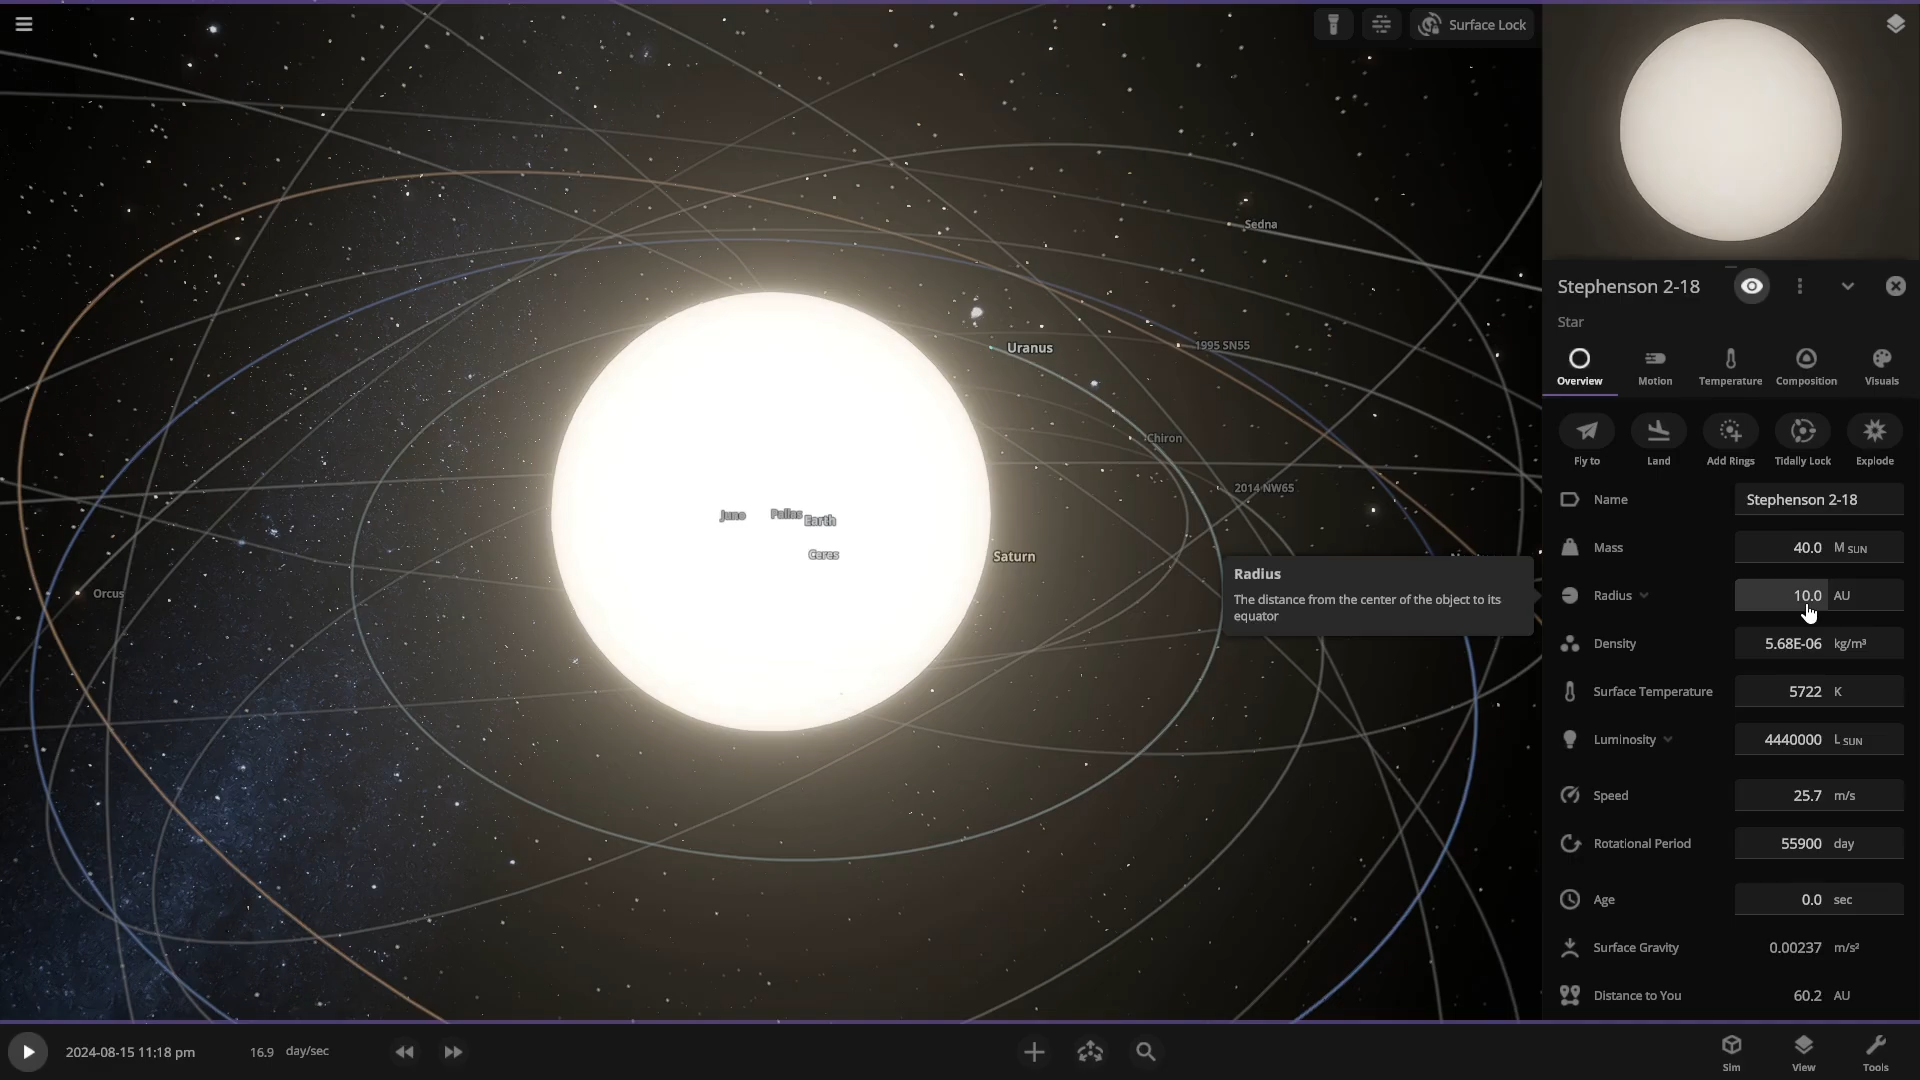 Surface Lock
Sedna
Uranus
1995 SN55
Chiron
2014 NW65
Juno
Pallas
Earth
Ceres
Saturn
Orcus
Radius
The distance from the center of the object to its
equator
Stephenson 2-18
Star
Overview
Motion
Temperature
Composition
Visuals
Fly to
Land
Add Rings
Tidally Lock
Explode
Name Stephenson 2-18
Mass 40.0 M SUN
Radius 10.0 AU
Density 5.68E-06 kg/m³
Surface Temperature 5722 K
Luminosity 4440000 L SUN
Speed 25.7 m/s
Rotational Period 55900 day
Age 0.0 sec
Surface Gravity 0.00237 m/s²
Distance to You 60.2 AU
2024-08-15 11:18 pm
16.9 day/sec
Sim
View
Tools